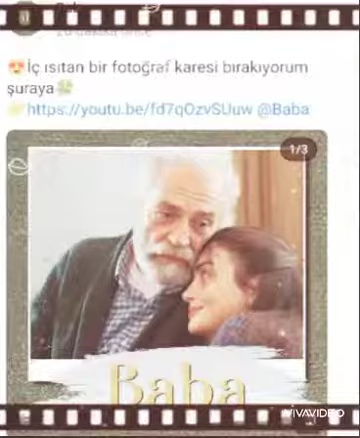 😍İç ısıtan bir fotoğraf karesi bırakıyorum
şuraya🍀
👉https://youtu.be/fd7qOzvSUuw @Baba
1/3
Baba
VIVAVIDEO